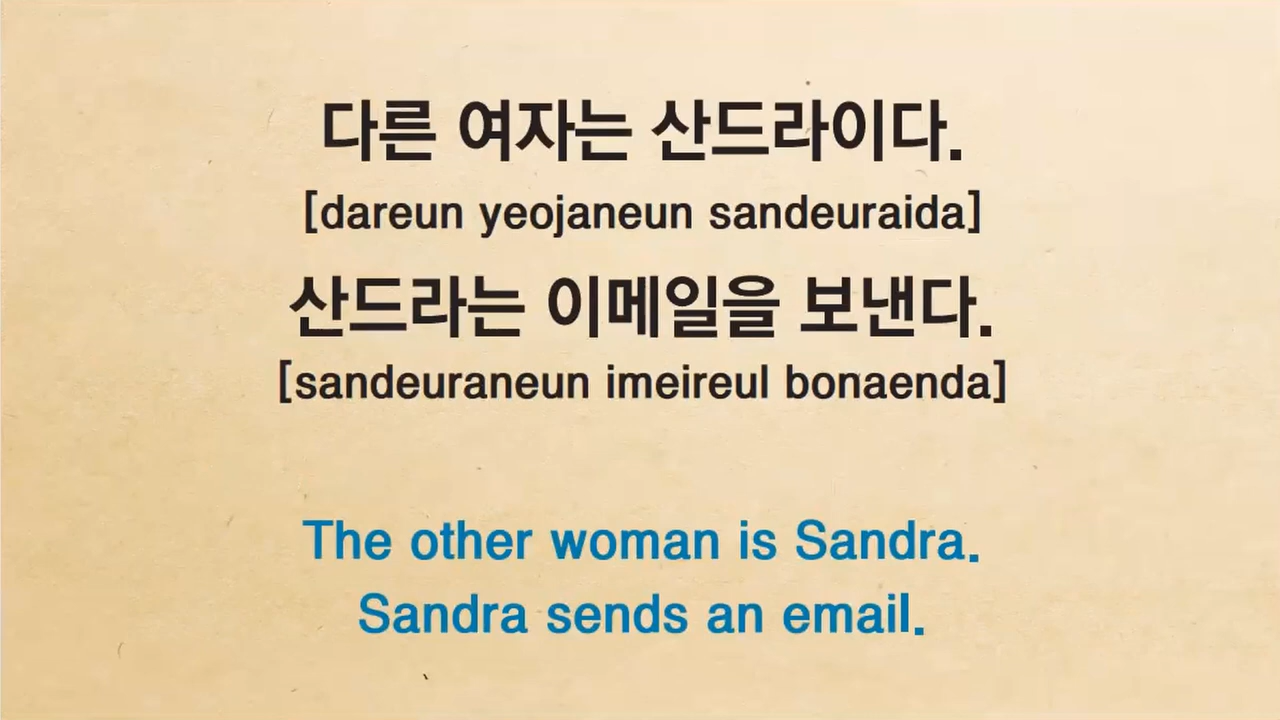 다른 여자는 산드라이다.
[dareun yeojaneun sandeuraida]
산드라는 이메일을 보낸다.
[sandeuraneun imeireul bonaenda]
The other woman is Sandra.
Sandra sends an email.